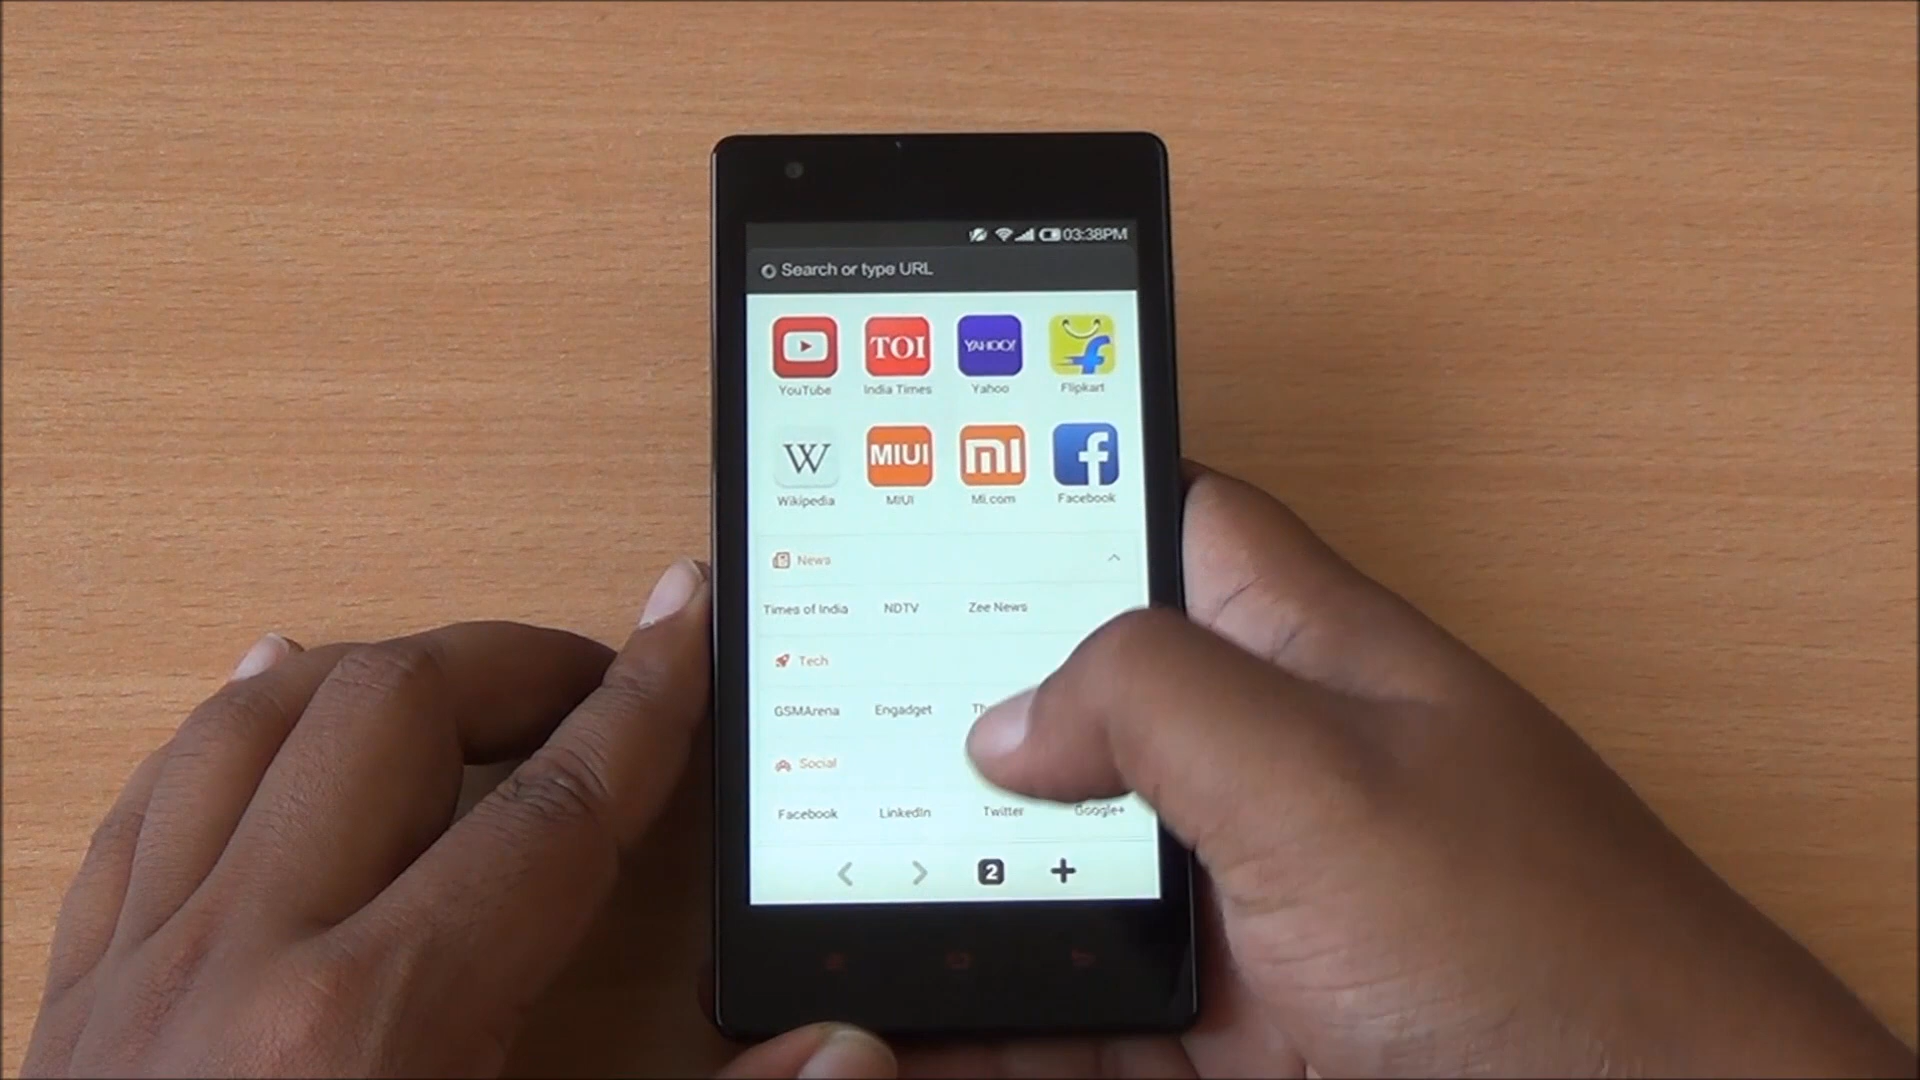 03:38PM
Search or type URL
TOI YAHOO!
YouTube India Times Yahoo Flipkart
W MIUI mı f
Wikipedia MIUI Mi.com Facebook
News
Times of India NDTV Zee News
Tech
GSMArena Engadget
Social
Facebook LinkedIn Twitter Google+
2